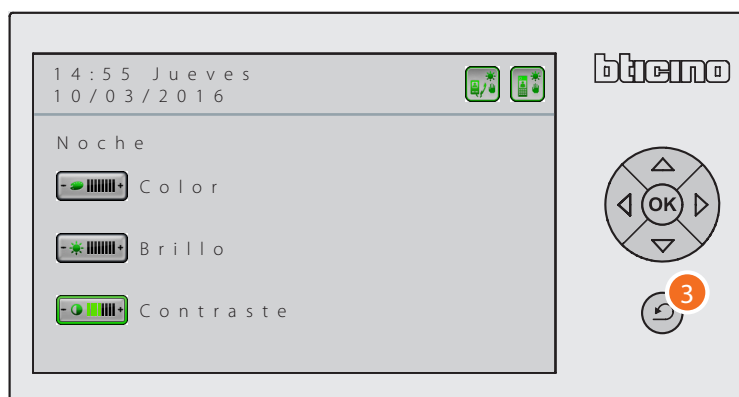 14:55 Jueves
10/03/2016
bticino
Noche
Color
Brillo
OK
Contraste
3